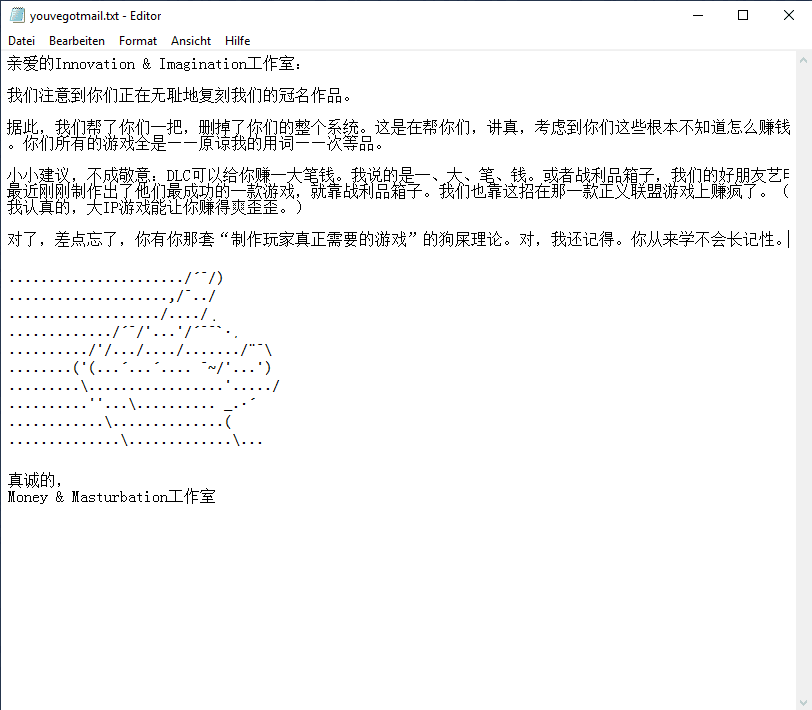 youvegotmail.txt - Editor
Datei Bearbeiten Format Ansicht Hilfe
亲爱的Innovation & Imagination工作室:
我们注意到你们正在无耻地复刻我们的冠名作品。
据此，我们帮了你们一把，删掉了你们的整个系统。这是在帮你们，讲真，考虑到你们这些根本不知道怎么赚钱
。你们所有的游戏全是——原谅我的用词——次等品。
小小建议，不成敬意：DLC可以给你赚一大笔钱。我说的是一、大、笔、钱。或者战利品箱子，我们的好朋友艺
最近刚刚制作出了他们最成功的一款游戏，就靠战利品箱子。我们也靠这招在那一款正义联盟游戏上赚疯了。（
我认真的，大IP游戏能让你赚得爽歪歪。）
对了，差点忘了，你有你那套“制作玩家真正需要的游戏”的狗屎理论。对，我还记得。你从来学不会长记性。
....................../´¯/)
....................,/¯../
.................../..../¸
............./´¯/'...'/´¯¯`·¸
........../'/.../..../......./¨¯\
........('(...´...´.... ¯~/'...')
.........\.................'...../
..........''...\.......... _.·´
............\..............(
..............\.............\...
真诚的，
Money & Masturbation工作室